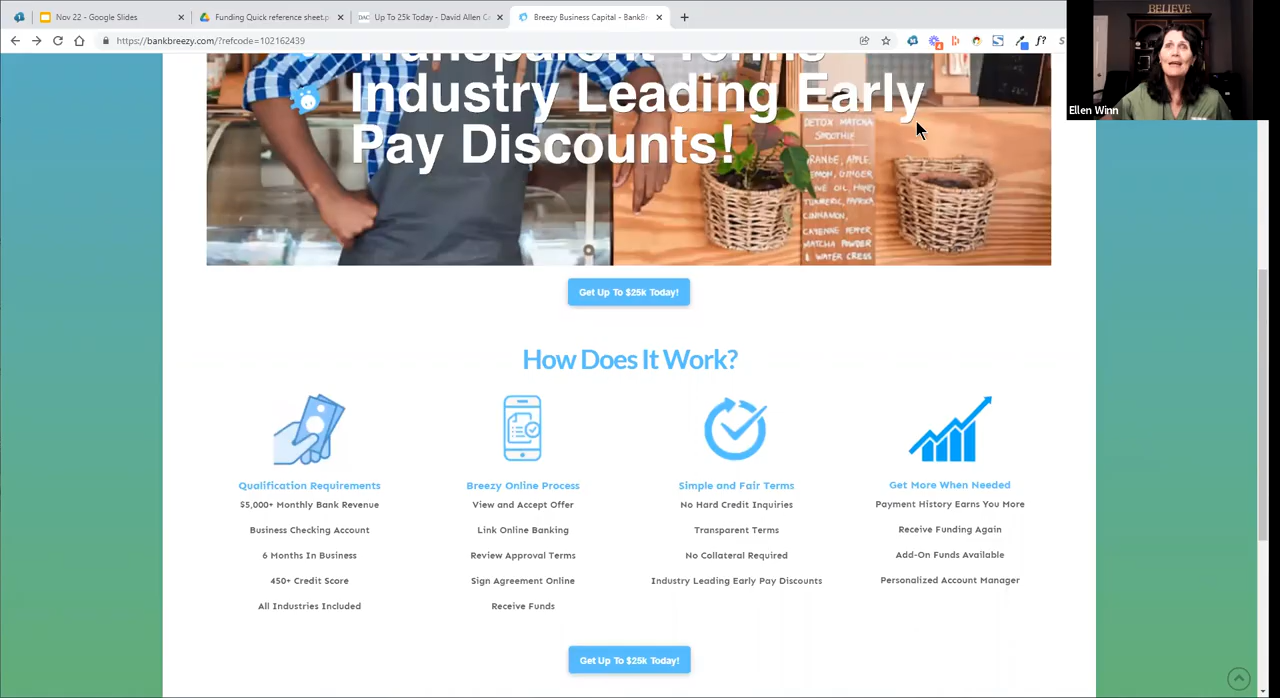 Nov 22 - Google Slides
Funding Quick reference sheet.p
DAC
Up To 25k Today - David Allen C
Breezy Business Capital - BankB
https://bankbreezy.com/?refcode=102162439
BELIEVE
Ellen Winn
Transparent Terms
Industry Leading Early
Pay Discounts!
DETOX MATCHA
SMOOTHIE
TURMERIC, PAPRIKA
CINNAMON,
CAYENNE PEPPER,
MATCHA POWDER
& WATER CRESS
Get Up To $25k Today!
How Does It Work?
Qualification Requirements
$5,000+ Monthly Bank Revenue
Business Checking Account
6 Months In Business
450+ Credit Score
All Industries Included
Breezy Online Process
View and Accept Offer
Link Online Banking
Review Approval Terms
Sign Agreement Online
Receive Funds
Simple and Fair Terms
No Hard Credit Inquiries
Transparent Terms
No Collateral Required
Industry Leading Early Pay Discounts
Get More When Needed
Payment History Earns You More
Receive Funding Again
Add-On Funds Available
Personalized Account Manager
Get Up To $25k Today!